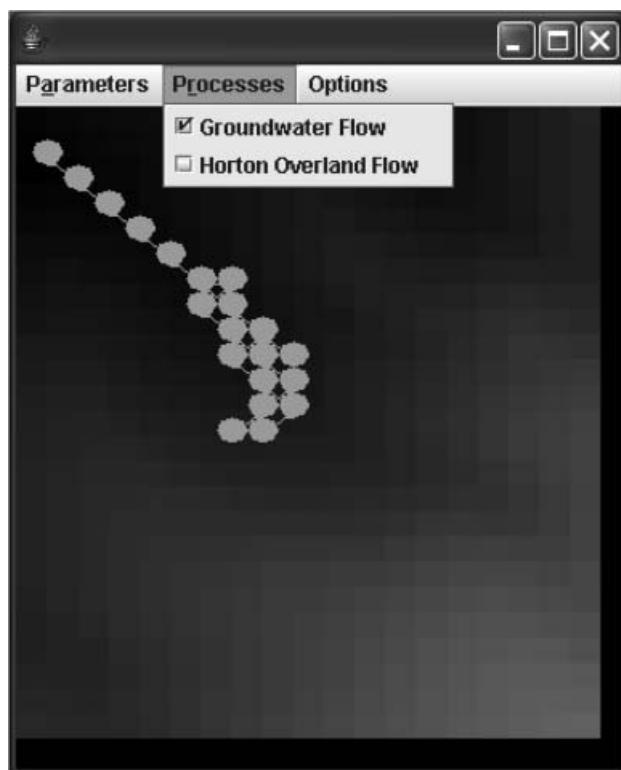 Parameters Processes Options
Groundwater Flow
Horton Overland Flow